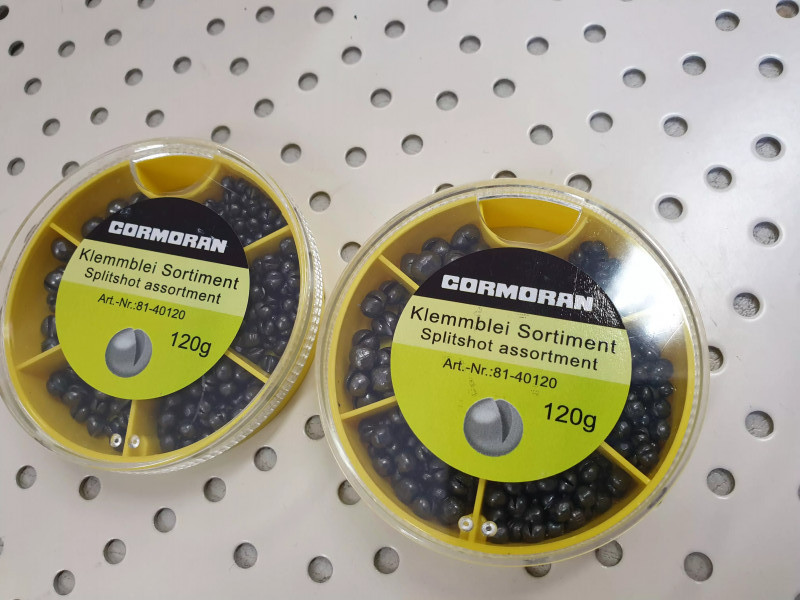 CORMORAN
Klemmblei Sortiment
Splitshot assortment
Art.-Nr.:81-40120
120g
CORMORAN
Klemmblei Sortiment
Splitshot assortment
Art.-Nr.:81-40120
120g